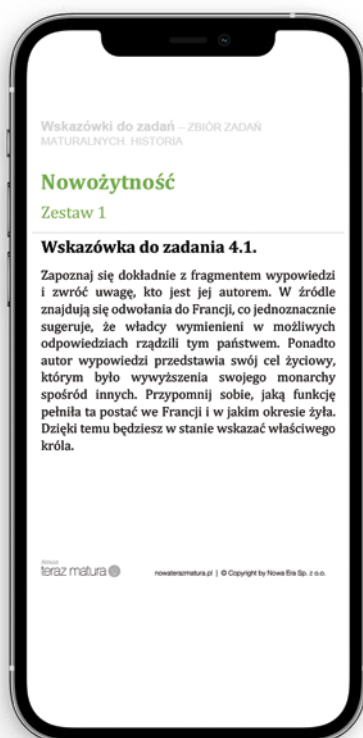 Wskazówki do zadań – ZBIÓR ZADAŃ
MATURALNYCH. HISTORIA
Nowożytność
Zestaw 1
Wskazówka do zadania 4.1.
Zapoznaj się dokładnie z fragmentem wypowiedzi
i zwróć uwagę, kto jest jej autorem. W źródle
znajdują się odwołania do Francji, co jednoznacznie
sugeruje, że władcy wymienieni w możliwych
odpowiedziach rządzili tym państwem. Ponadto
autor wypowiedzi przedstawia swój cel życiowy,
którym było wywyższenia swojego monarchy
spośród innych. Przypomnij sobie, jaką funkcję
pełniła ta postać we Francji i w jakim okresie żyła.
Dzięki temu będziesz w stanie wskazać właściwego
króla.
Nowa
teraz matura
nowaterazmatura.pl | © Copyright by Nowa Era Sp. z o.o.